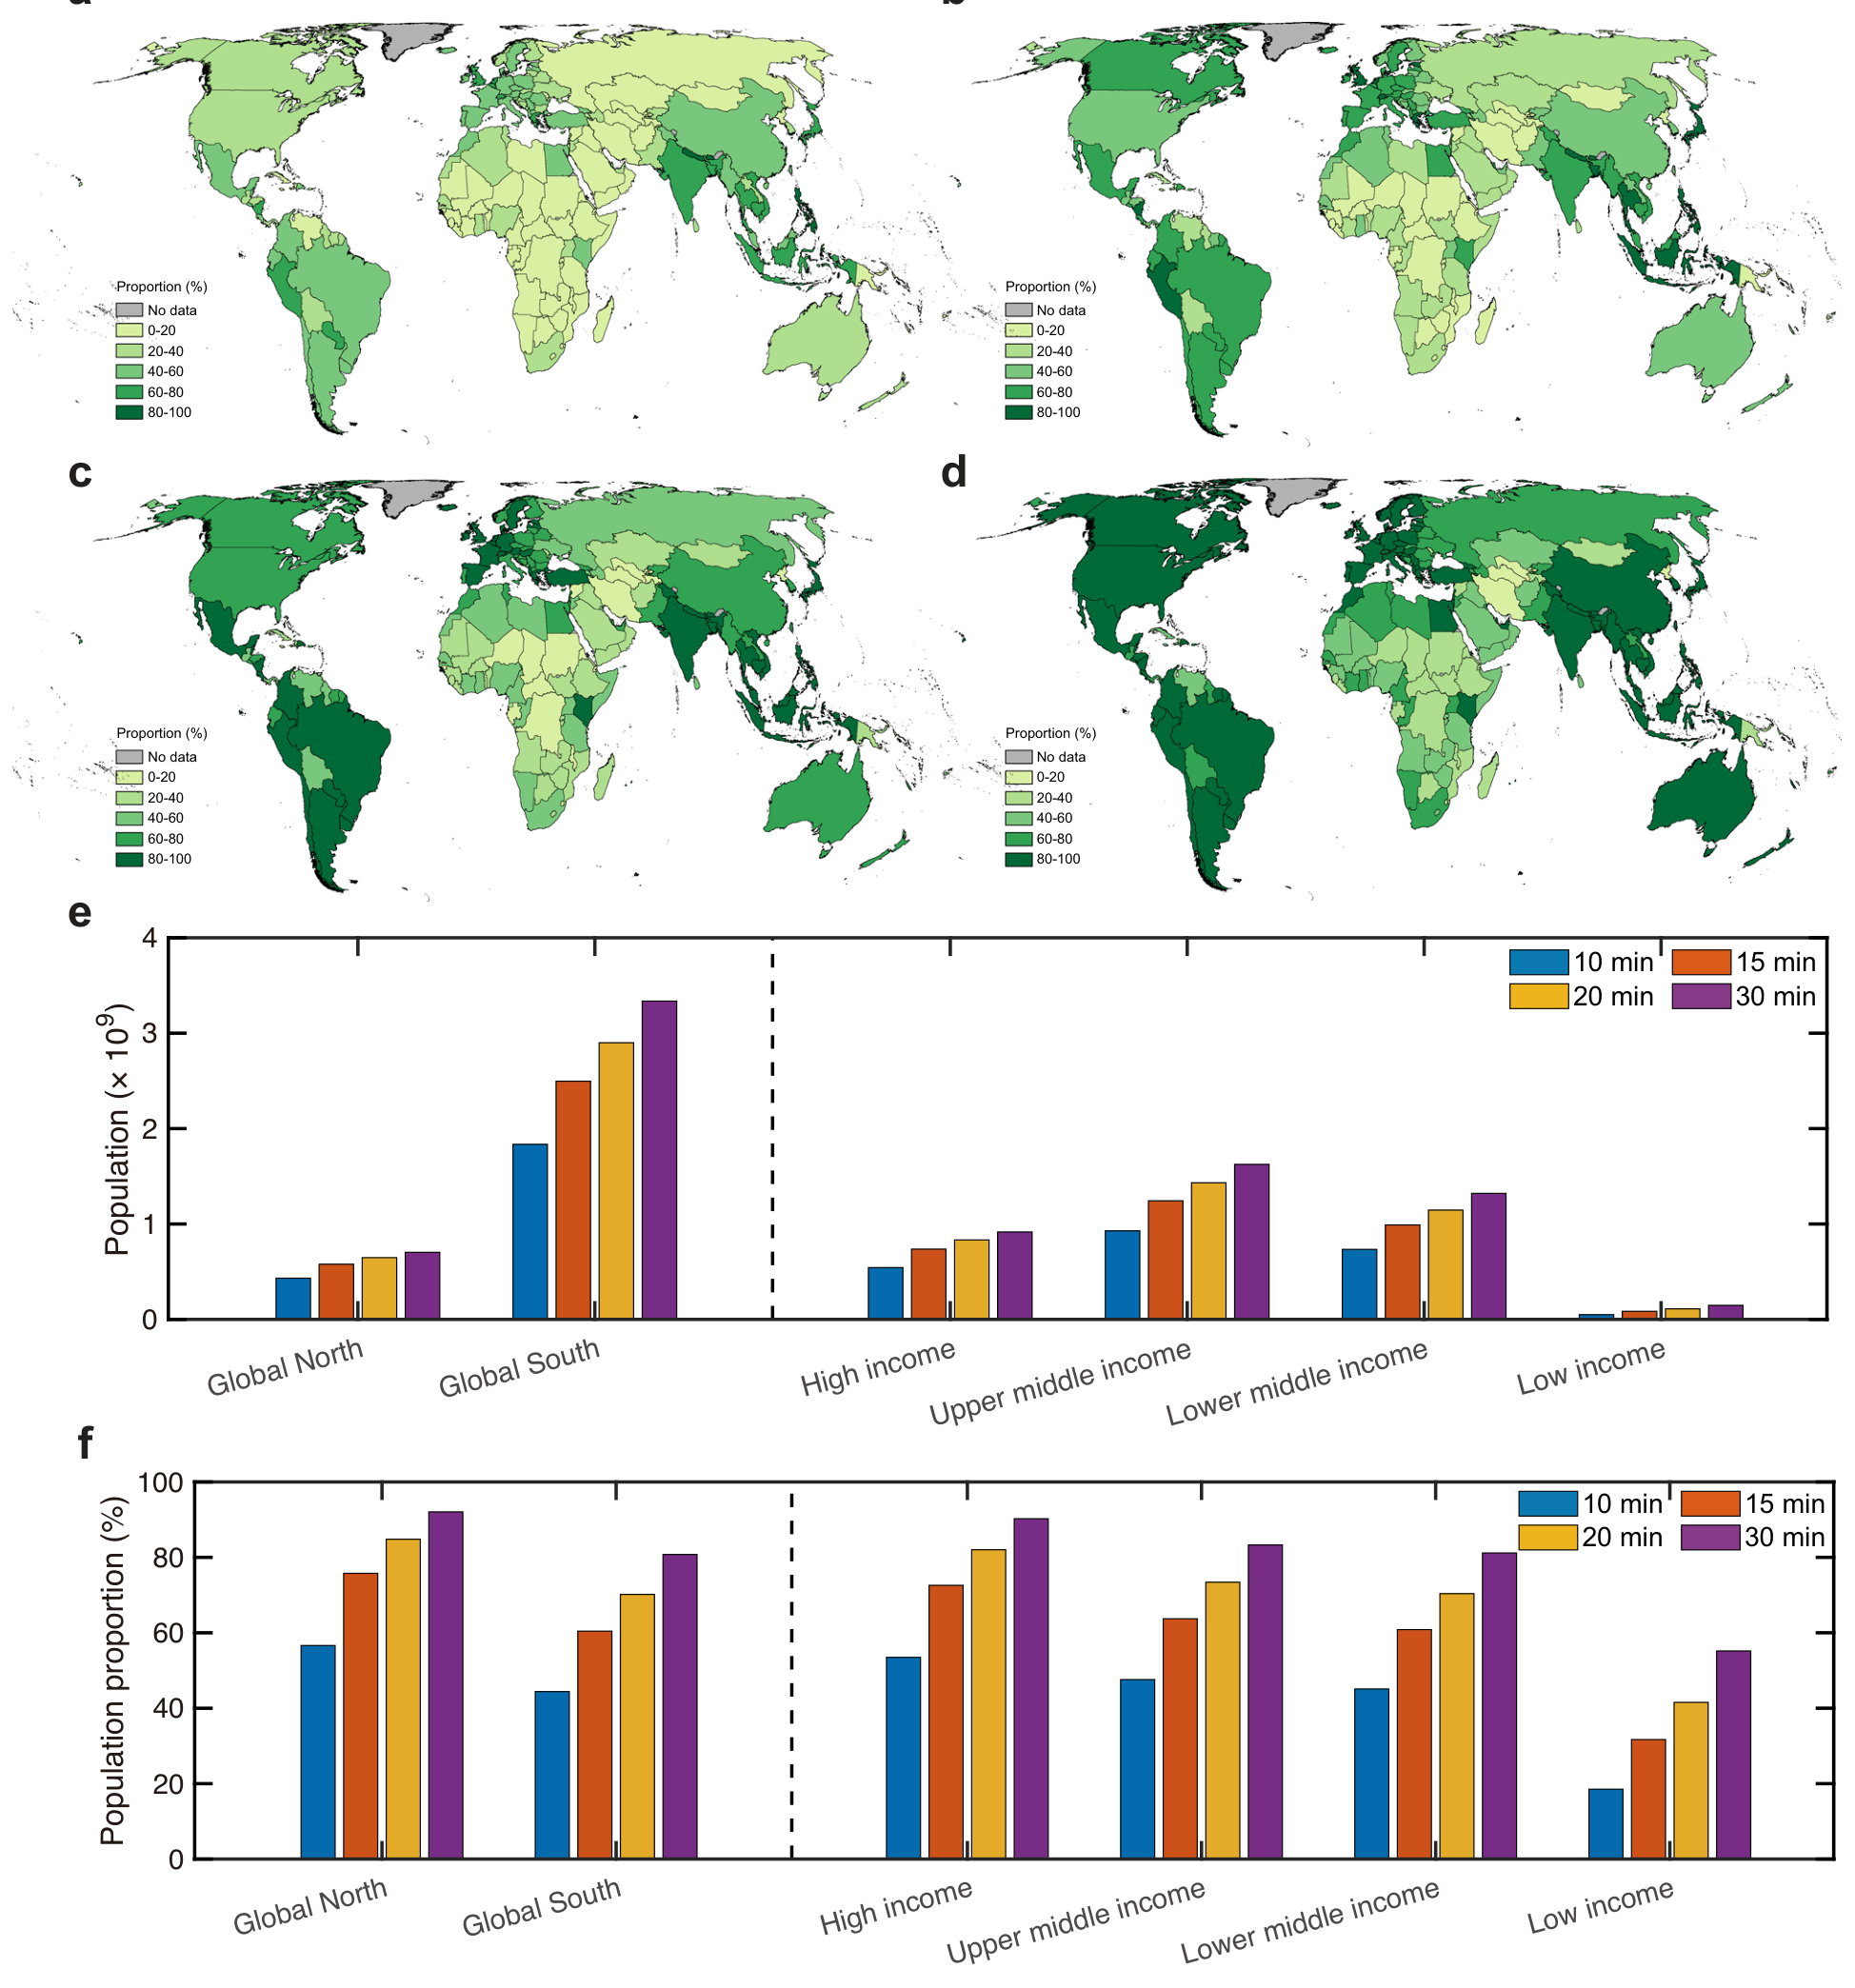 a
b
Proportion (%)
No data
0-20
20-40
40-60
60-80
80-100
Proportion (%)
No data
0-20
20-40
40-60
60-80
80-100
c
d
Proportion (%)
No data
0-20
20-40
40-60
60-80
80-100
Proportion (%)
No data
0-20
20-40
40-60
60-80
80-100
e
Population (× 10⁹)
4
3
2
1
0
10 min 15 min
20 min 30 min
Global North
Global South
High income
Upper middle income
Lower middle income
Low income
f
Population proportion (%)
100
80
60
40
20
0
10 min 15 min
20 min 30 min
Global North
Global South
High income
Upper middle income
Lower middle income
Low income